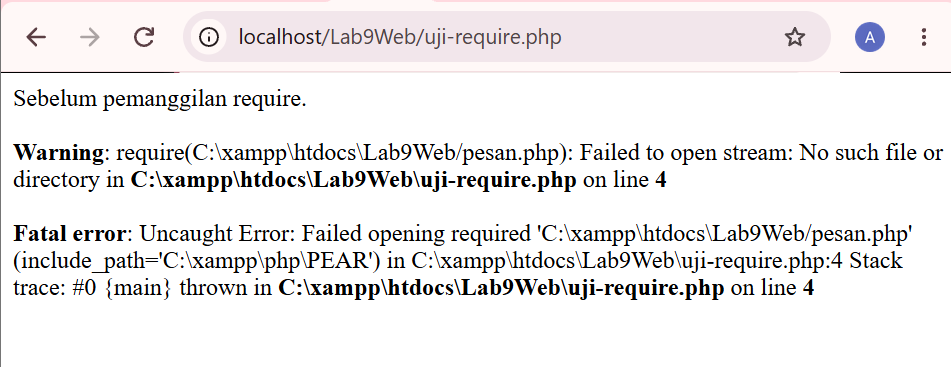 localhost/Lab9Web/uji-require.php
A
Sebelum pemanggilan require.
Warning: require(C:\xampp\htdocs\Lab9Web/pesan.php): Failed to open stream: No such file or
directory in C:\xampp\htdocs\Lab9Web\uji-require.php on line 4
Fatal error: Uncaught Error: Failed opening required 'C:\xampp\htdocs\Lab9Web/pesan.php'
(include_path='C:\xampp\php\PEAR') in C:\xampp\htdocs\Lab9Web\uji-require.php:4 Stack
trace: #0 {main} thrown in C:\xampp\htdocs\Lab9Web\uji-require.php on line 4